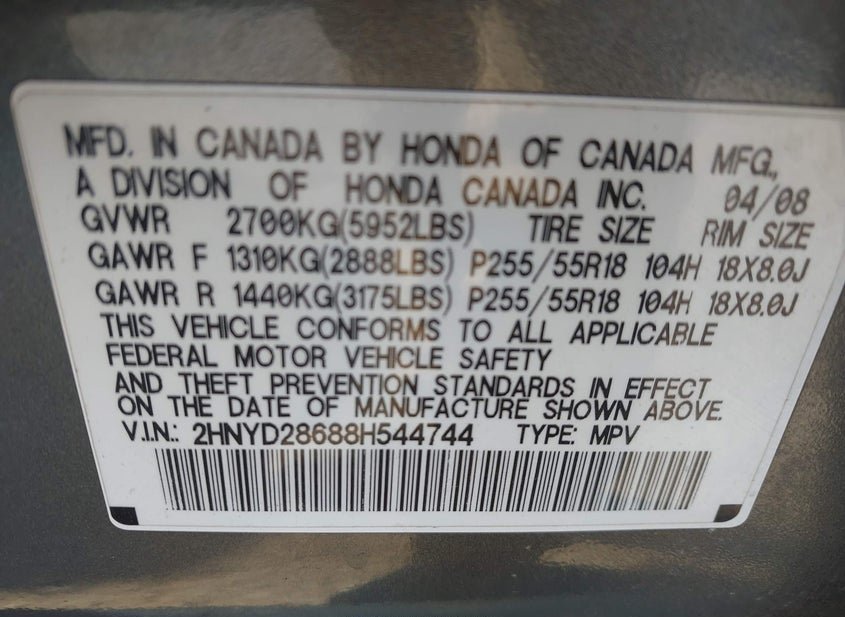 MFD. IN CANADA BY HONDA OF CANADA MFG.,
A DIVISION OF HONDA CANADA INC. 04/08
GVWR 2700KG(5952LBS) TIRE SIZE RIM SIZE
GAWR F 1310KG(2888LBS) P255/55R18 104H 18X8.0J
GAWR R 1440KG(3175LBS) P255/55R18 104H 18X8.0J
THIS VEHICLE CONFORMS TO ALL APPLICABLE
FEDERAL MOTOR VEHICLE SAFETY
AND THEFT PREVENTION STANDARDS IN EFFECT
ON THE DATE OF MANUFACTURE SHOWN ABOVE.
V.I.N.: 2HNYD28688H544744 TYPE: MPV